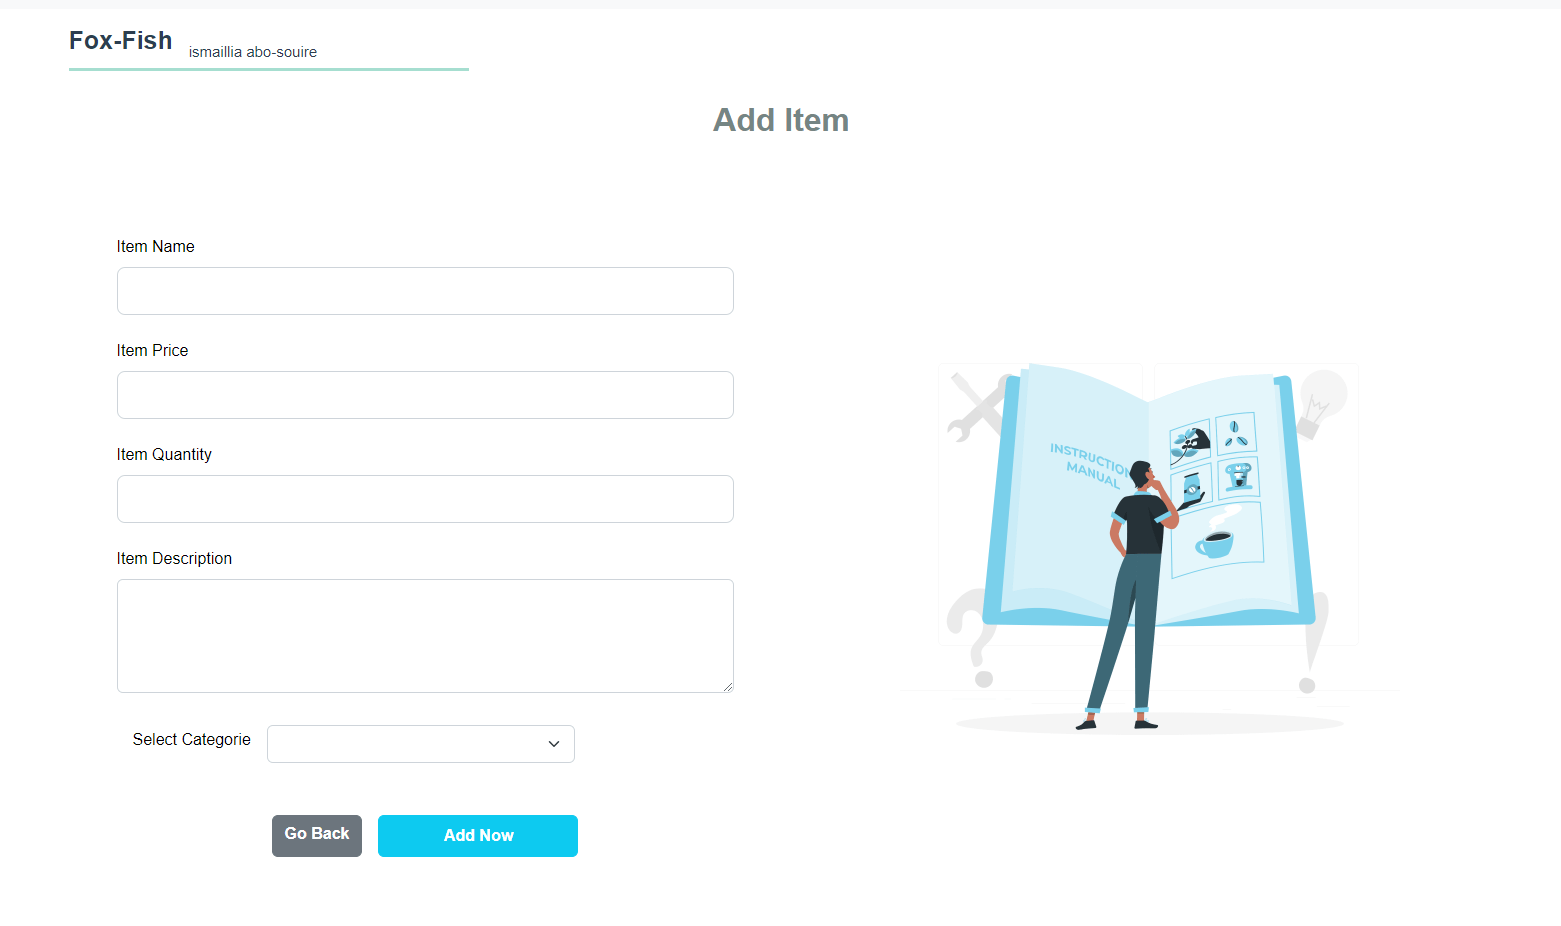 Fox-Fish ismaillia abo-souire
Add Item
Item Name
Item Price
Item Quantity
Item Description
Select Categorie
Go Back Add Now
INSTRUCTION
MANUAL